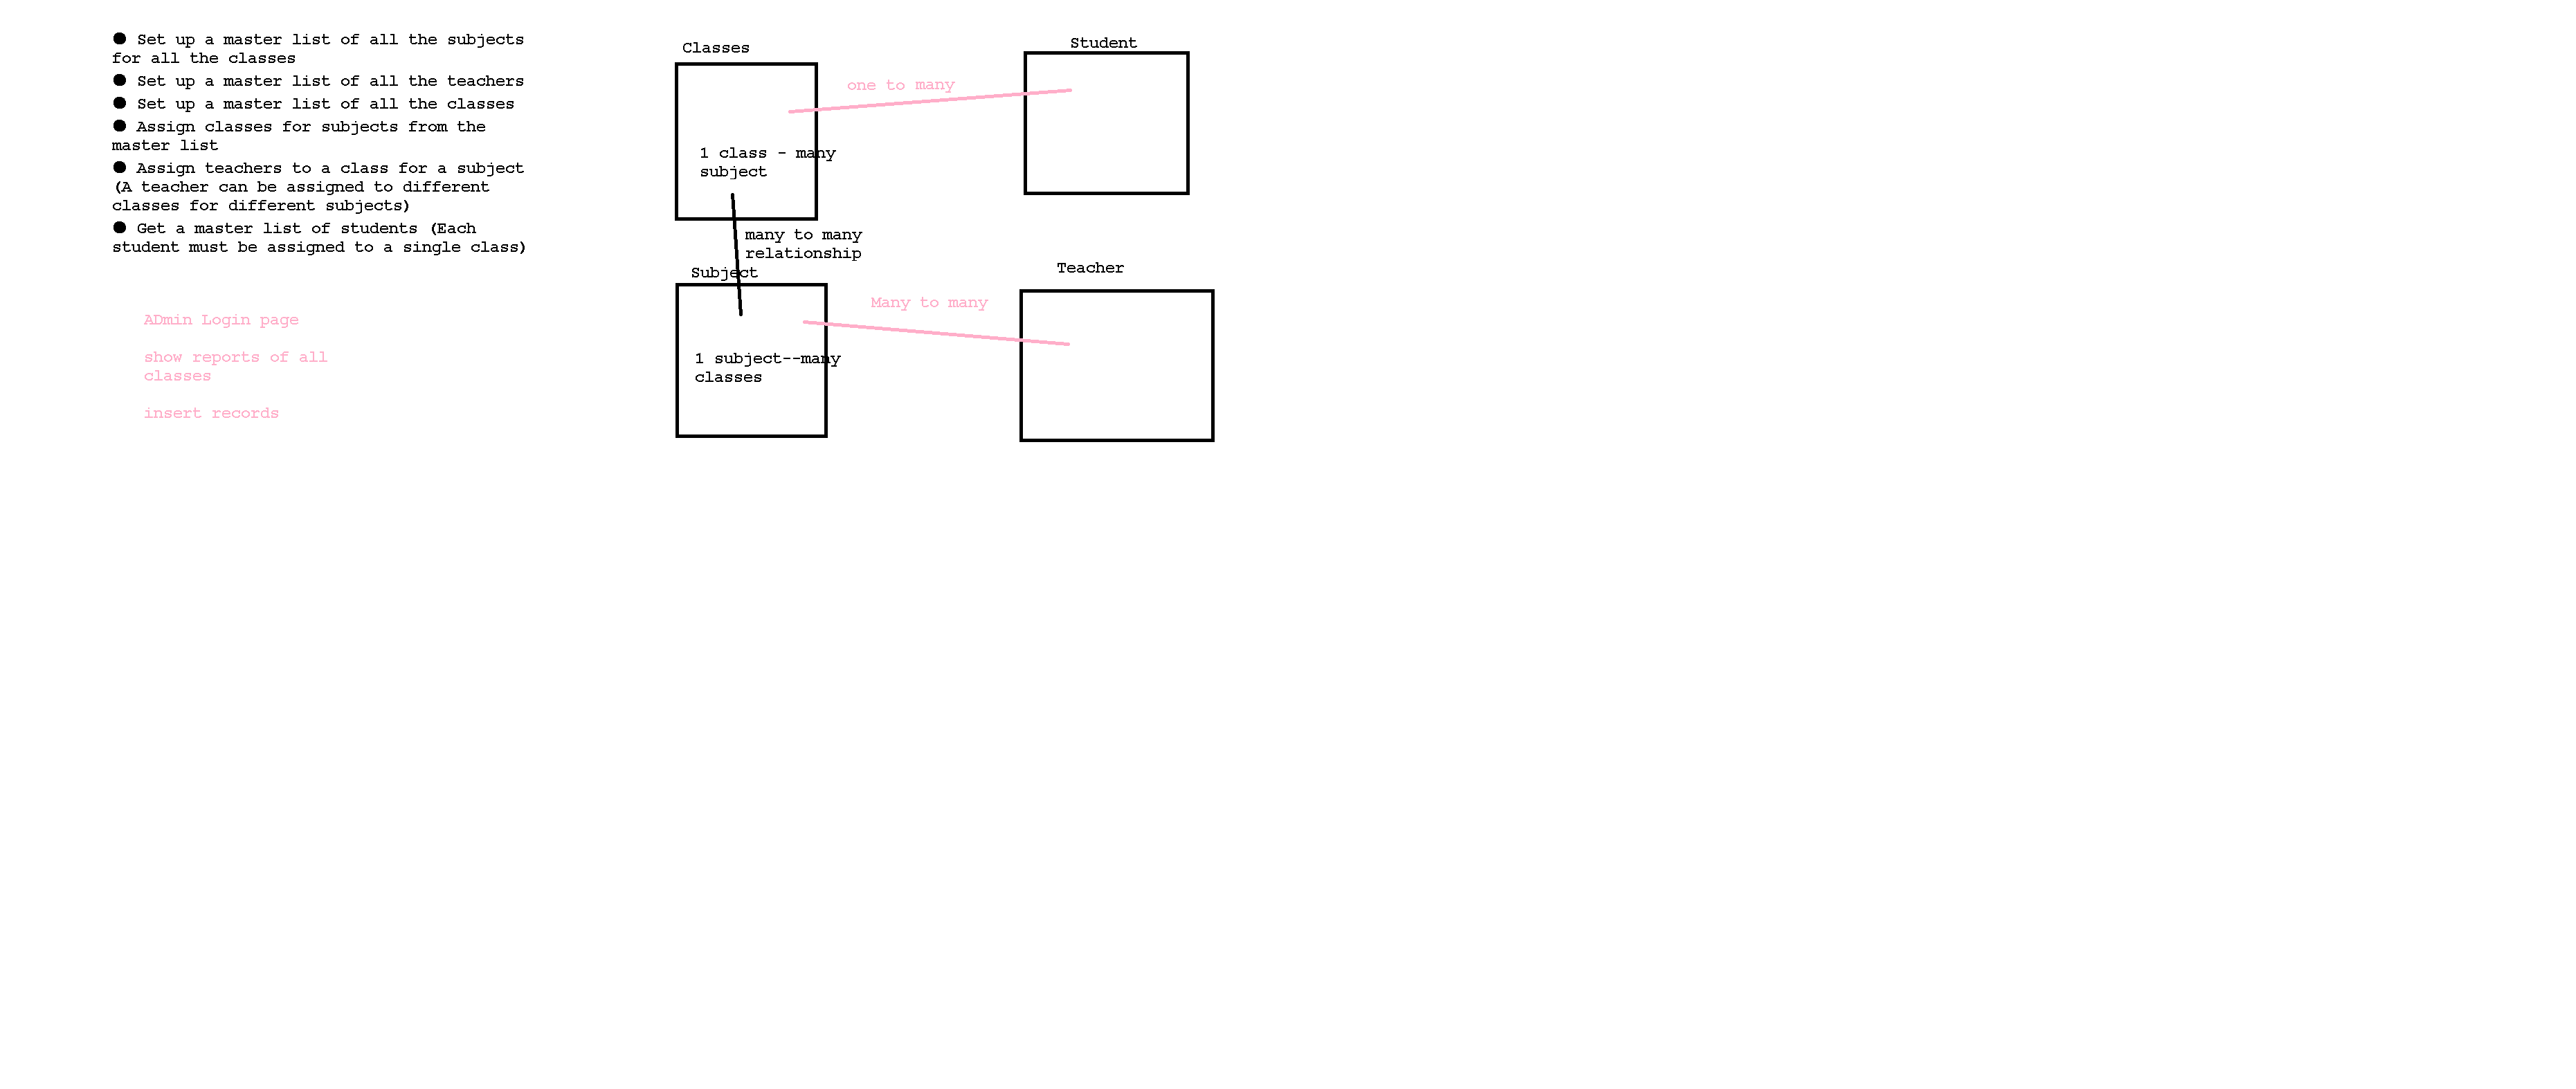 ● Set up a master list of all the subjects
for all the classes
● Set up a master list of all the teachers
● Set up a master list of all the classes
● Assign classes for subjects from the
master list
● Assign teachers to a class for a subject
(A teacher can be assigned to different
classes for different subjects)
● Get a master list of students (Each
student must be assigned to a single class)
ADmin Login page
show reports of all
classes
insert records
Classes
one to many
Student
1 class - many
subject
many to many
relationship
Subject
Many to many
Teacher
1 subject--many
classes